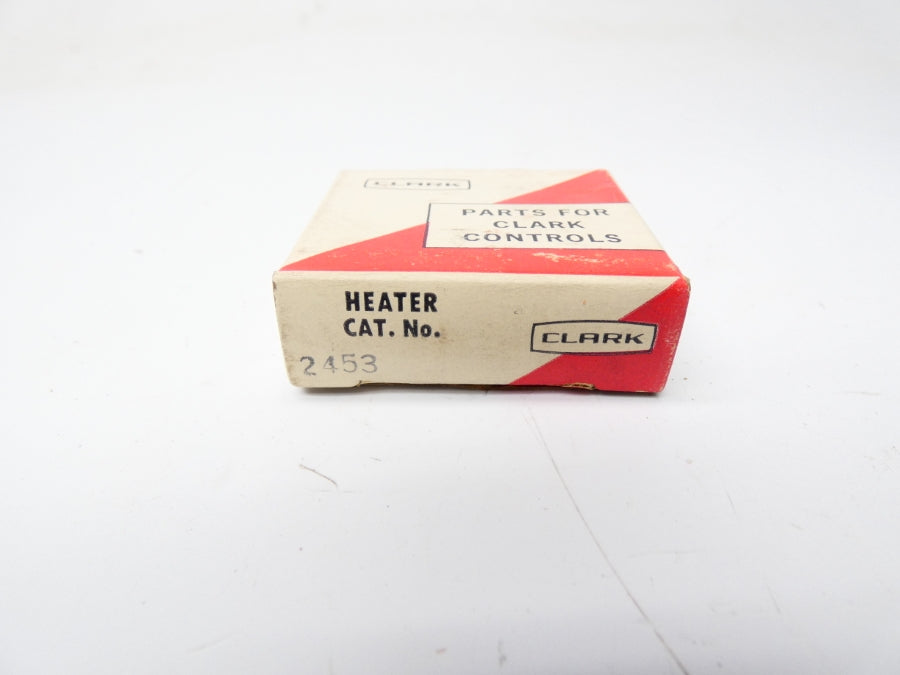 CLARK
PARTS FOR
CLARK
CONTROLS
HEATER
CAT. No.
2453
CLARK